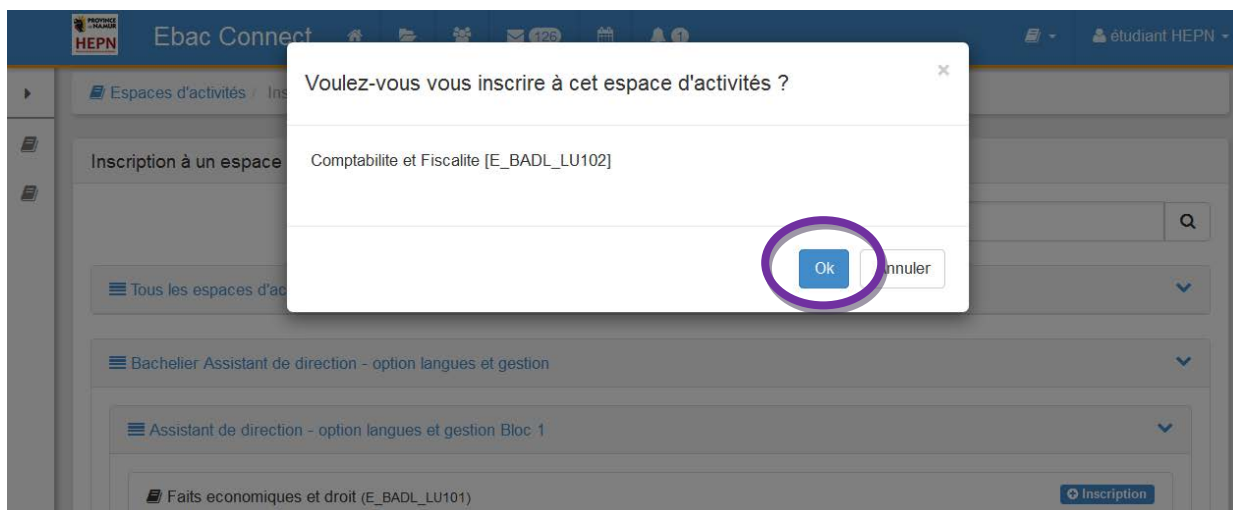 PROVINCE
DE NAMUR
HEPN
Ebac Connect
126
1
étudiant HEPN
Voulez-vous vous inscrire à cet espace d'activités ?
×
Espaces d'activités / Ins
Inscription à un espace
Comptabilite et Fiscalite [E_BADL_LU102]
Ok
nnuler
Tous les espaces d'ac
Bachelier Assistant de direction - option langues et gestion
Assistant de direction - option langues et gestion Bloc 1
Faits economiques et droit (E_BADL_LU101)
Inscription